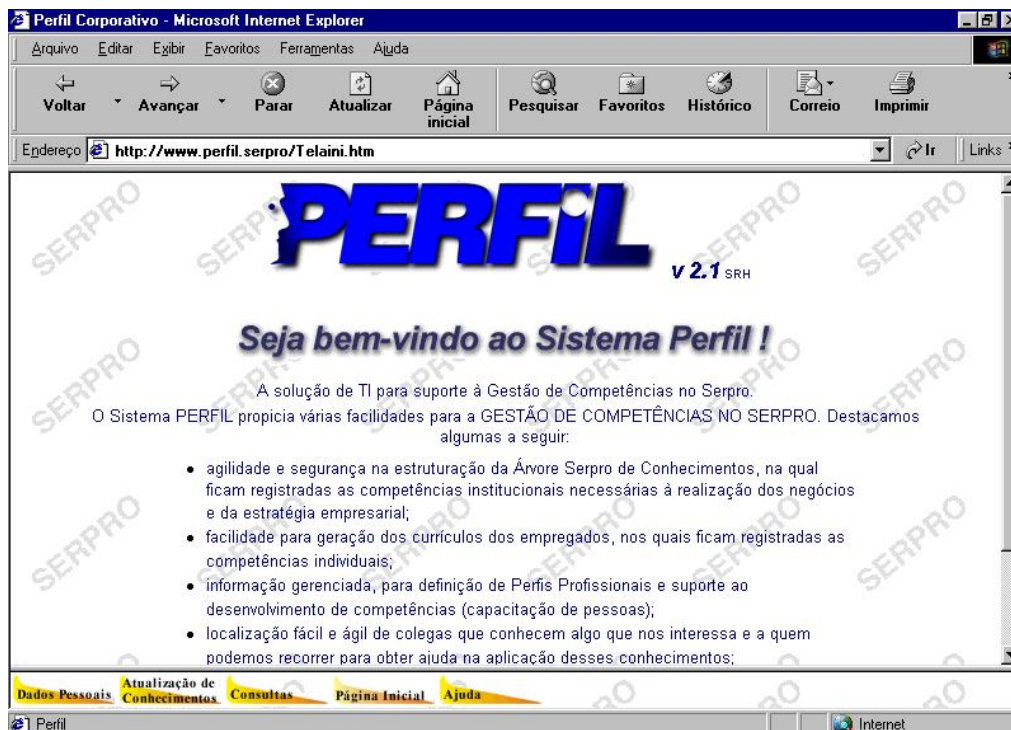 Perfil Corporativo - Microsoft Internet Explorer
Arquivo Editar Exibir Favoritos Ferramentas Ajuda
Voltar Avançar Parar Atualizar Página inicial Pesquisar Favoritos Histórico Correio Imprimir
Endereço http://www.perfil.serpro/Telaini.htm Ir Links
PERFiL
v 2.1 SRH
Seja bem-vindo ao Sistema Perfil !
A solução de TI para suporte à Gestão de Competências no Serpro.
O Sistema PERFIL propicia várias facilidades para a GESTÃO DE COMPETÊNCIAS NO SERPRO. Destacamos
algumas a seguir:
• agilidade e segurança na estruturação da Árvore Serpro de Conhecimentos, na qual
ficam registradas as competências institucionais necessárias à realização dos negócios
e da estratégia empresarial;
• facilidade para geração dos currículos dos empregados, nos quais ficam registradas as
competências individuais;
• informação gerenciada, para definição de Perfis Profissionais e suporte ao
desenvolvimento de competências (capacitação de pessoas);
• localização fácil e ágil de colegas que conhecem algo que nos interessa e a quem
podemos recorrer para obter ajuda na aplicação desses conhecimentos;
Dados Pessoais Atualização de Conhecimentos Consultas Página Inicial Ajuda
Perfil Internet